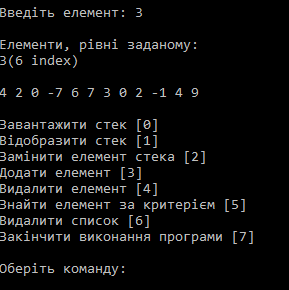 Введіть елемент: 3
Елементи, рівні заданому:
3(6 index)
4 2 0 -7 6 7 3 0 2 -1 4 9
Завантажити стек [0]
Відобразити стек [1]
Замінити елемент стека [2]
Додати елемент [3]
Видалити елемент [4]
Знайти елемент за критерієм [5]
Видалити список [6]
Закінчити виконання програми [7]
Оберіть команду: